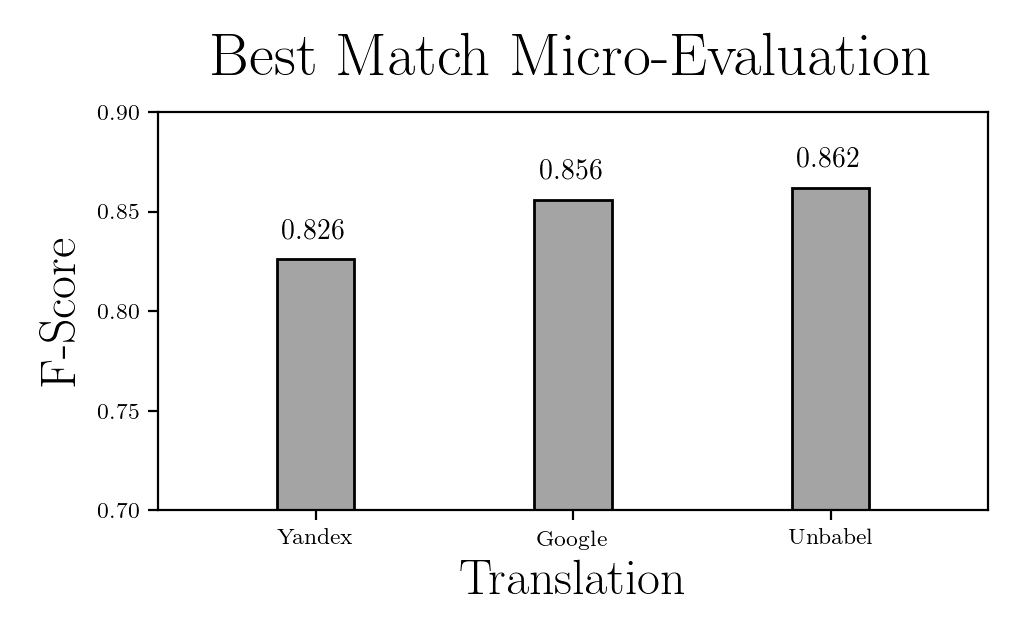 Best Match Micro-Evaluation
0.90
0.85
0.80
0.75
0.70
F-Score
0.826
0.856
0.862
Yandex
Google
Unbabel
Translation